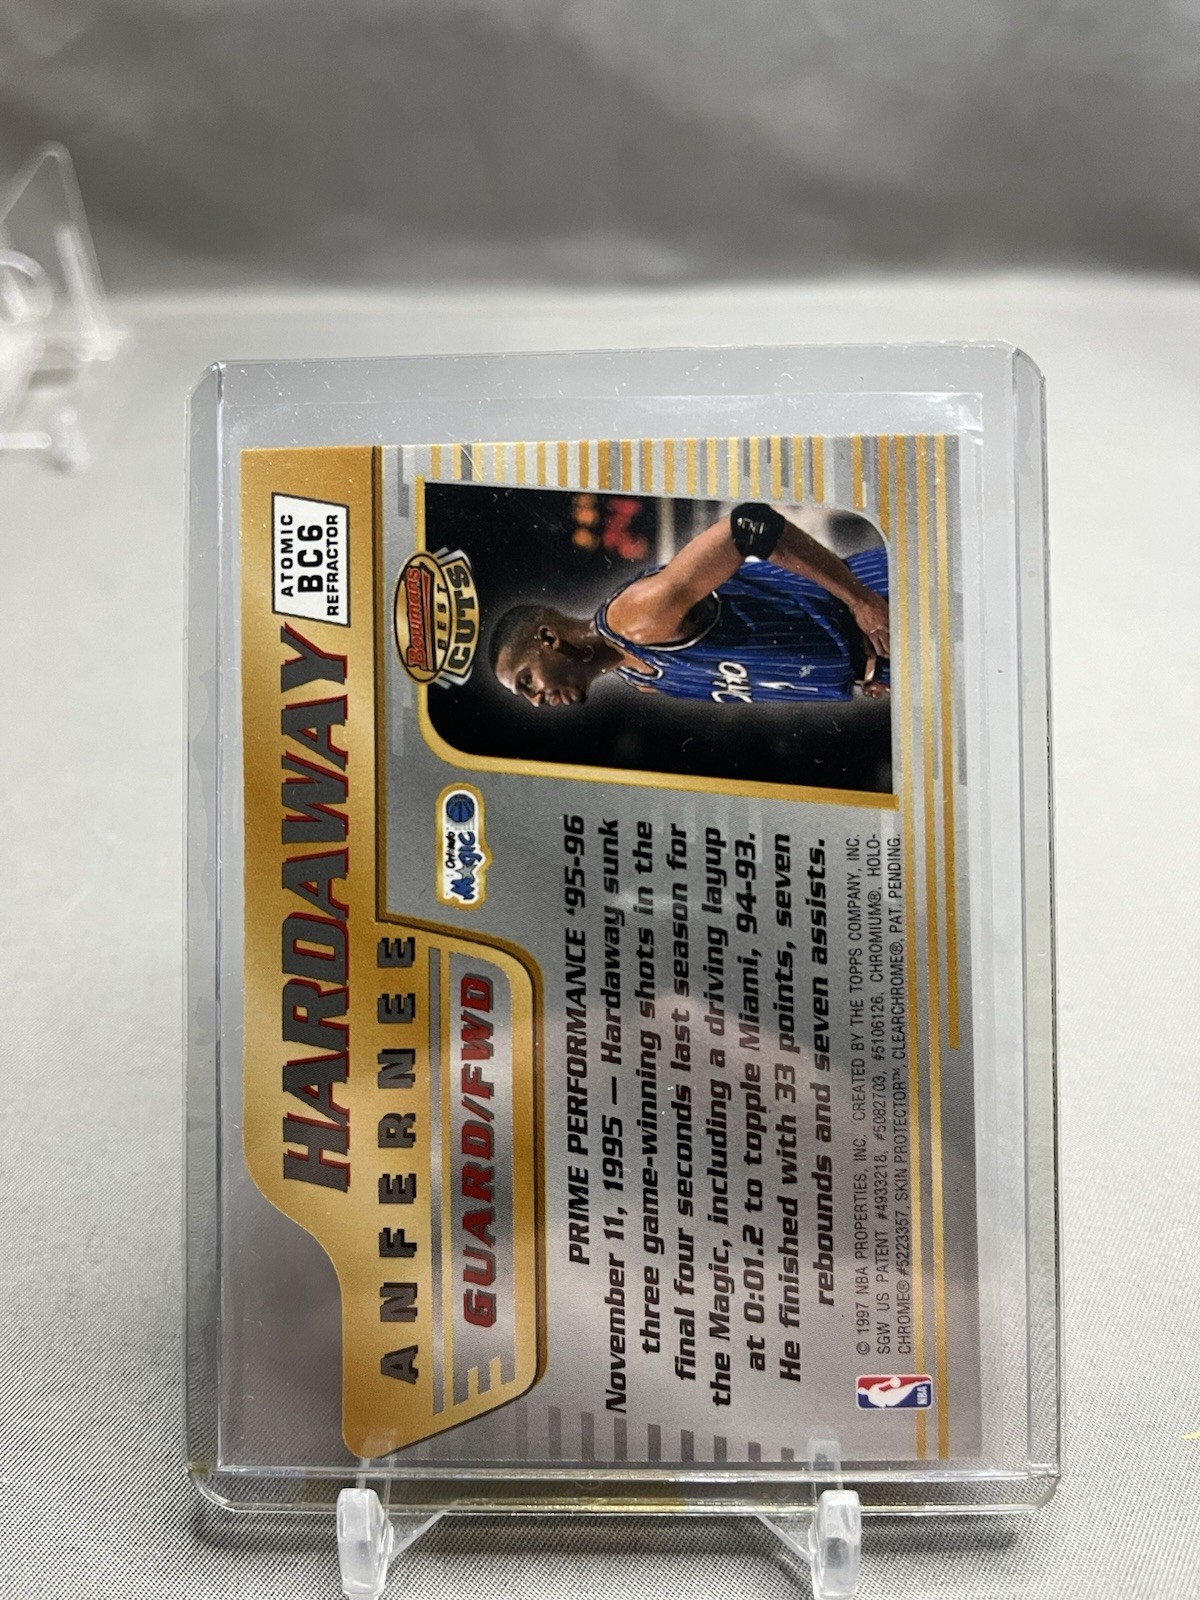 HARDAWAY
ATOMIC
BC6
REFRACTOR
ANFERNEE
GUARD/FWD
Orlando
Magic
Bowman's
BEST
CUTS
PRIME PERFORMANCE '95-96
November 11, 1995 — Hardaway sunk
three game-winning shots in the
final four seconds last season for
the Magic, including a driving layup
at 0:01.2 to topple Miami, 94-93.
He finished with 33 points, seven
rebounds and seven assists.
© 1997 NBA PROPERTIES, INC. CREATED BY THE TOPPS COMPANY, INC.
SGW US PATENT #4933218, #5082703, #5106126, CHROMIUM®, HOLO-
CHROME® #5223357, SKIN PROTECTOR™, CLEARCHROME®, PAT. PENDING.
NBA